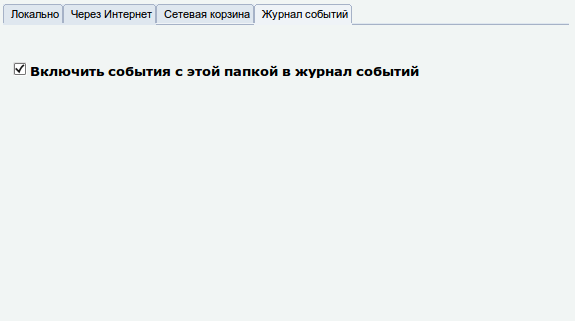 Локально Через Интернет Сетевая корзина Журнал событий
Включить события с этой папкой в журнал событий